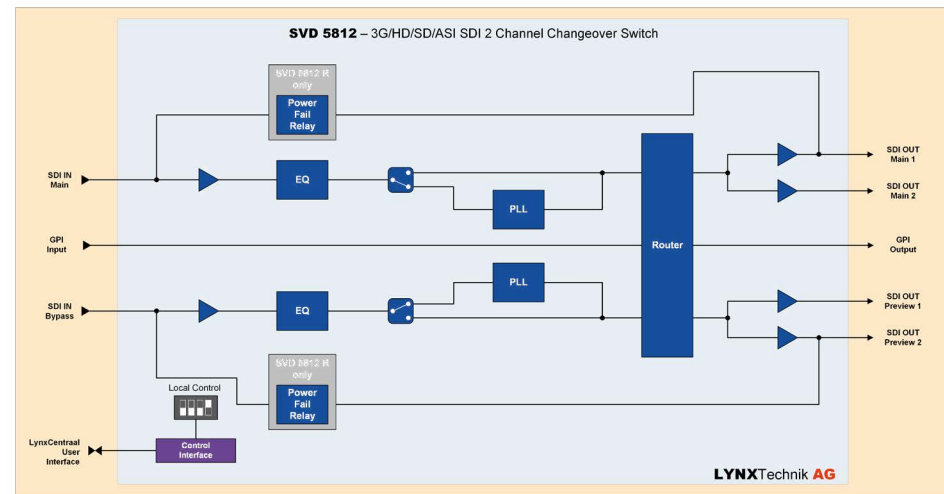 SVD 5812 – 3G/HD/SD/ASI SDI 2 Channel Changeover Switch
SVD 5812 R
only
Power
Fail
Relay
SDI IN
Main
EQ
PLL
Router
SDI OUT
Main 1
SDI OUT
Main 2
GPI
Input
GPI
Output
SDI IN
Bypass
EQ
PLL
SDI OUT
Preview 1
SDI OUT
Preview 2
SVD 5812 R
only
Power
Fail
Relay
Local Control
LynxCentraal
User
Interface
Control
Interface
LYNXTechnik AG